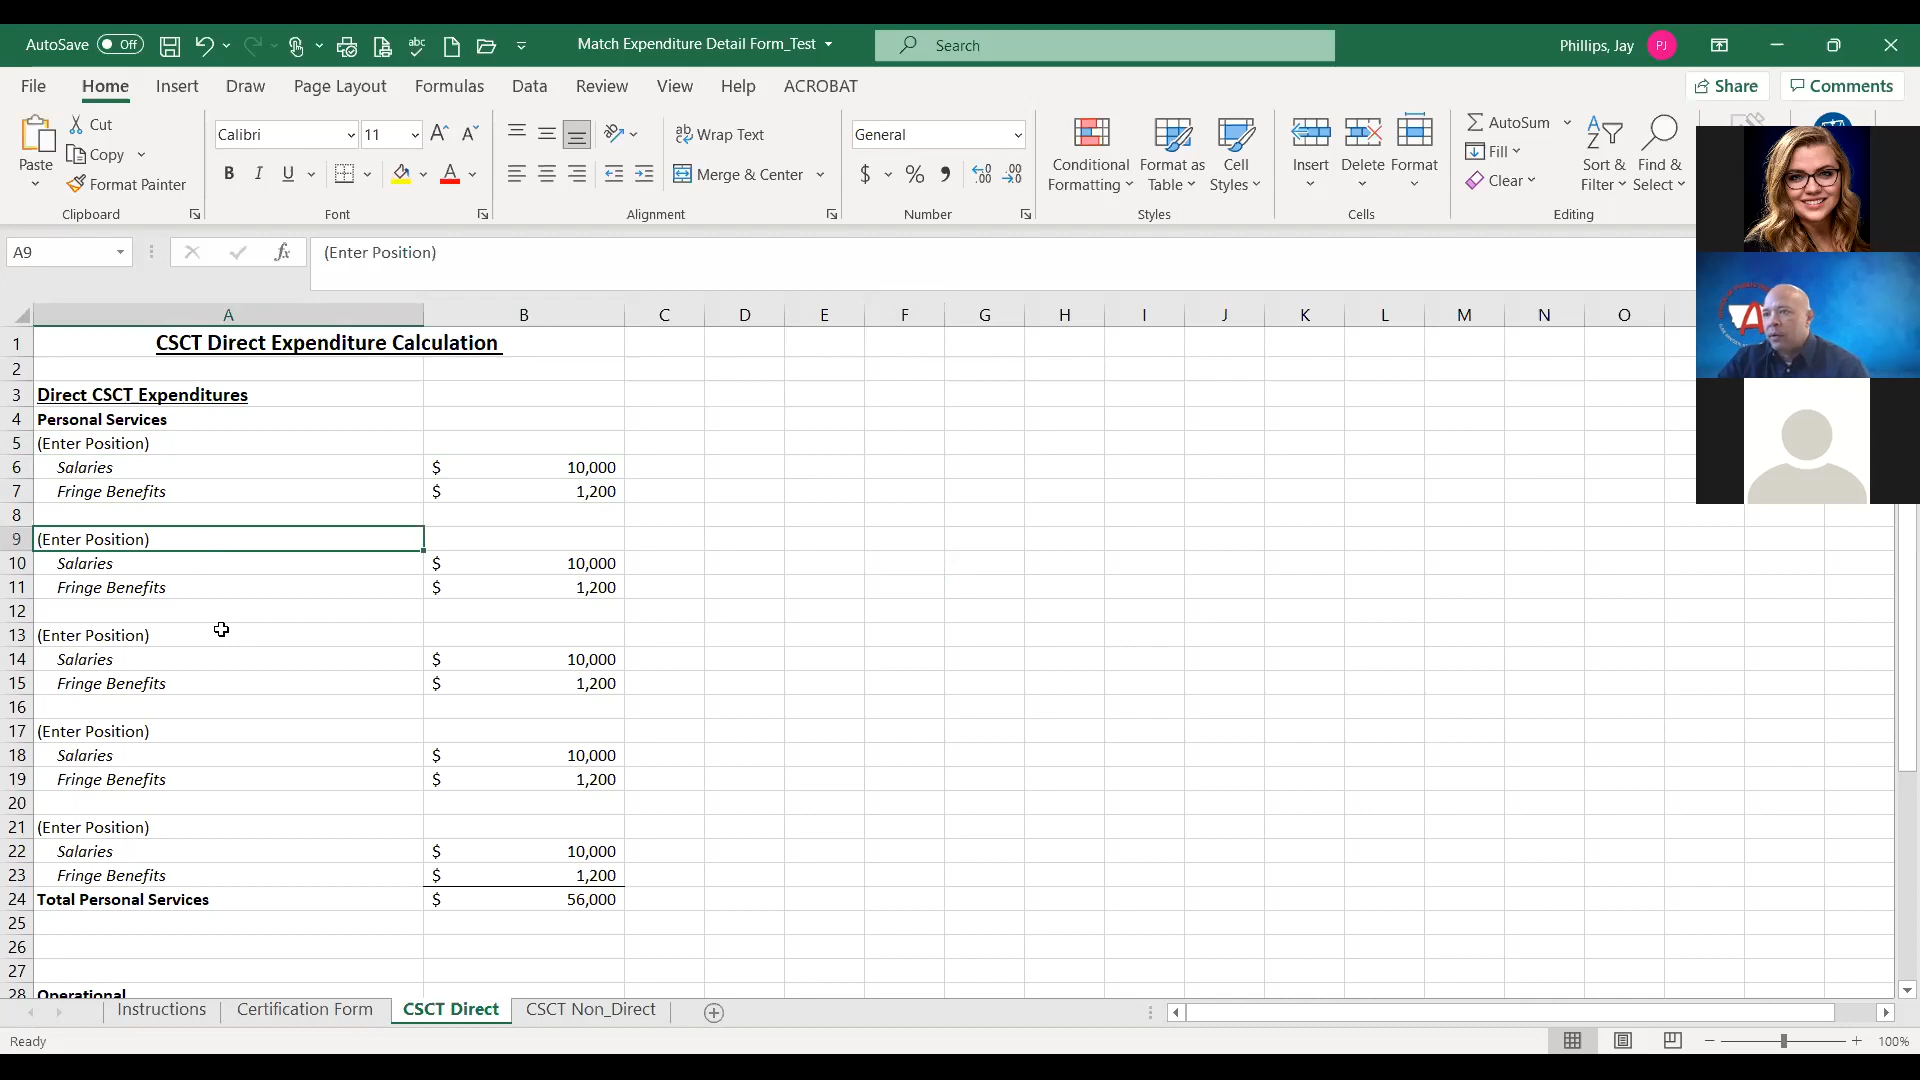 AutoSave Off Match Expenditure Detail Form_Test Search Phillips, Jay PJ
File Home Insert Draw Page Layout Formulas Data Review View Help ACROBAT Share Comments
Paste
Cut
Copy
Format Painter
Clipboard
Calibri 11
B I U
Font
Wrap Text
Merge & Center
Alignment
General
$ % ,
Number
Conditional Formatting
Format as Table
Cell Styles
Styles
Insert Delete Format
Cells
AutoSum
Fill
Clear
Sort & Filter
Find & Select
Editing
A9 fx (Enter Position)
A B C D E F G H I J K L M N O
1 CSCT Direct Expenditure Calculation
2
3 Direct CSCT Expenditures
4 Personal Services
5 (Enter Position)
6 Salaries $ 10,000
7 Fringe Benefits $ 1,200
8
9 (Enter Position)
10 Salaries $ 10,000
11 Fringe Benefits $ 1,200
12
13 (Enter Position)
14 Salaries $ 10,000
15 Fringe Benefits $ 1,200
16
17 (Enter Position)
18 Salaries $ 10,000
19 Fringe Benefits $ 1,200
20
21 (Enter Position)
22 Salaries $ 10,000
23 Fringe Benefits $ 1,200
24 Total Personal Services $ 56,000
25
26
27
28 Operational
Instructions Certification Form CSCT Direct CSCT Non_Direct
Ready 100%